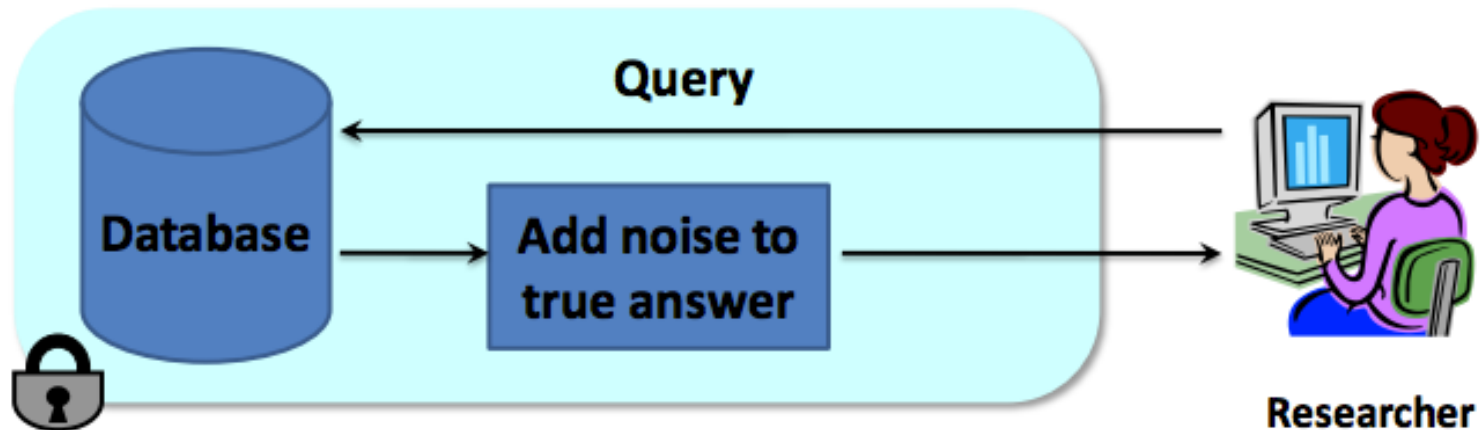 Query
Database
Add noise to
true answer
Researcher